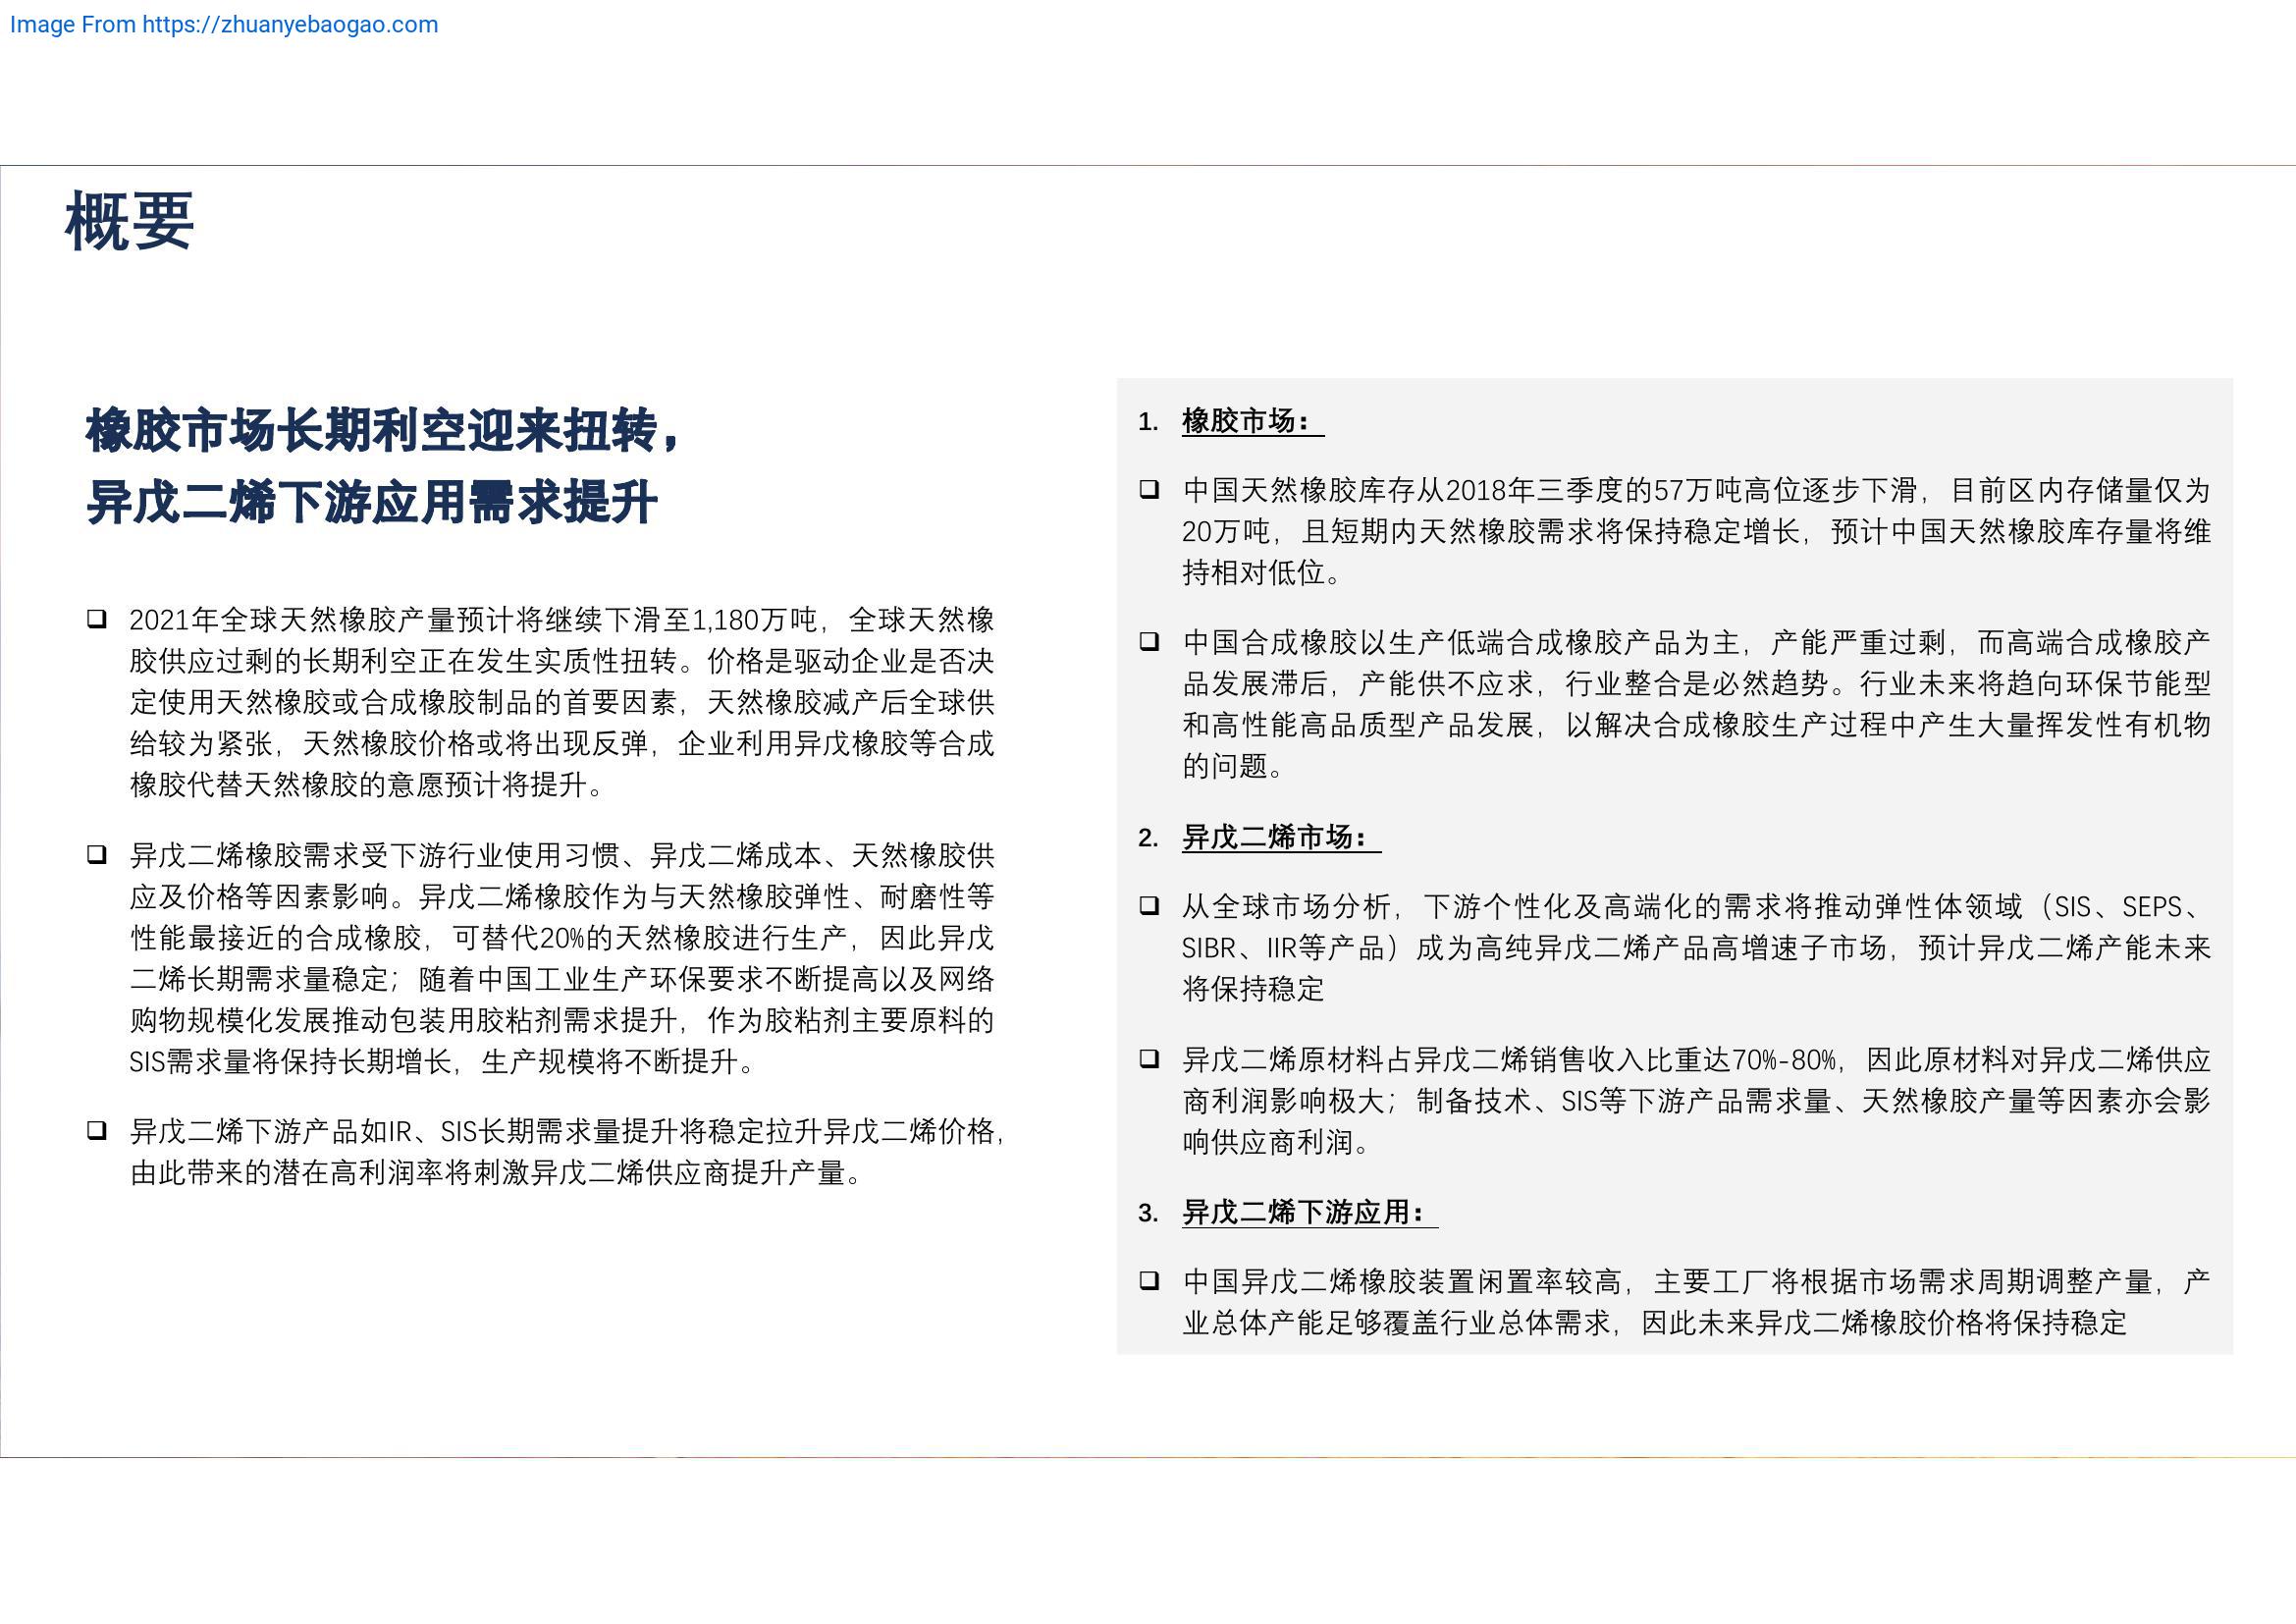 Image From https://zhuanyebaogao.com
概要
橡胶市场长期利空迎来扭转，
异戊二烯下游应用需求提升
❑ 2021年全球天然橡胶产量预计将继续下滑至1,180万吨，全球天然橡
胶供应过剩的长期利空正在发生实质性扭转。价格是驱动企业是否决
定使用天然橡胶或合成橡胶制品的首要因素，天然橡胶减产后全球供
给较为紧张，天然橡胶价格或将出现反弹，企业利用异戊橡胶等合成
橡胶代替天然橡胶的意愿预计将提升。
❑ 异戊二烯橡胶需求受下游行业使用习惯、异戊二烯成本、天然橡胶供
应及价格等因素影响。异戊二烯橡胶作为与天然橡胶弹性、耐磨性等
性能最接近的合成橡胶，可替代20%的天然橡胶进行生产，因此异戊
二烯长期需求量稳定；随着中国工业生产环保要求不断提高以及网络
购物规模化发展推动包装用胶粘剂需求提升，作为胶粘剂主要原料的
SIS需求量将保持长期增长，生产规模将不断提升。
❑ 异戊二烯下游产品如IR、SIS长期需求量提升将稳定拉升异戊二烯价格，
由此带来的潜在高利润率将刺激异戊二烯供应商提升产量。
1. 橡胶市场：
❑ 中国天然橡胶库存从2018年三季度的57万吨高位逐步下滑，目前区内存储量仅为
20万吨，且短期内天然橡胶需求将保持稳定增长，预计中国天然橡胶库存量将维
持相对低位。
❑ 中国合成橡胶以生产低端合成橡胶产品为主，产能严重过剩，而高端合成橡胶产
品发展滞后，产能供不应求，行业整合是必然趋势。行业未来将趋向环保节能型
和高性能高品质型产品发展，以解决合成橡胶生产过程中产生大量挥发性有机物
的问题。
2. 异戊二烯市场：
❑ 从全球市场分析，下游个性化及高端化的需求将推动弹性体领域（SIS、SEPS、
SIBR、IIR等产品）成为高纯异戊二烯产品高增速子市场，预计异戊二烯产能未来
将保持稳定
❑ 异戊二烯原材料占异戊二烯销售收入比重达70%-80%，因此原材料对异戊二烯供应
商利润影响极大；制备技术、SIS等下游产品需求量、天然橡胶产量等因素亦会影
响供应商利润。
3. 异戊二烯下游应用：
❑ 中国异戊二烯橡胶装置闲置率较高，主要工厂将根据市场需求周期调整产量，产
业总体产能足够覆盖行业总体需求，因此未来异戊二烯橡胶价格将保持稳定